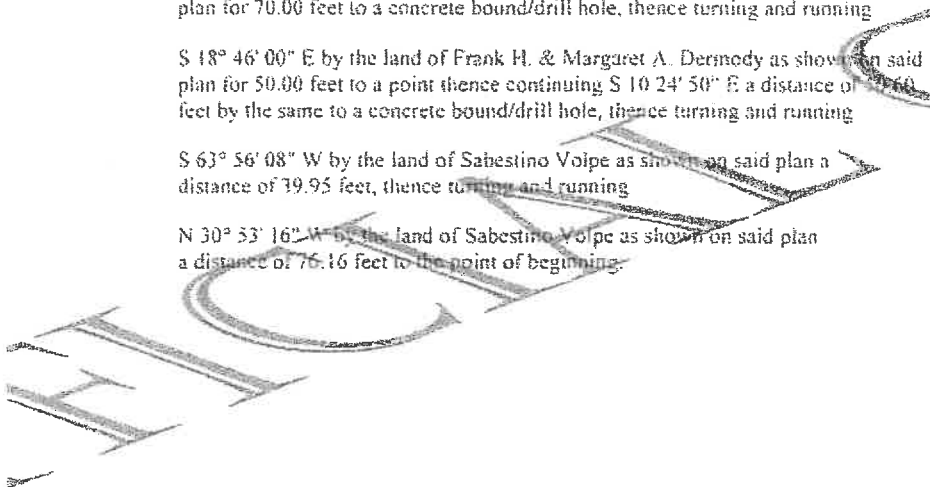 plan for 70.00 feet to a concrete bound/drill hole, thence turning and running
S 18° 46' 00" E by the land of Frank H. & Margaret A. Dermody as shown on said
plan for 50.00 feet to a point thence continuing S 10 24' 50" E a distance of
feet by the same to a concrete bound/drill hole, thence turning and running
S 63° 56' 08" W by the land of Sabestino Volpe as shown on said plan a
distance of 39.95 feet, thence turning and running
N 30° 53' 16" W by the land of Sabestino Volpe as shown on said plan
a distance of 76.16 feet to the point of beginning.